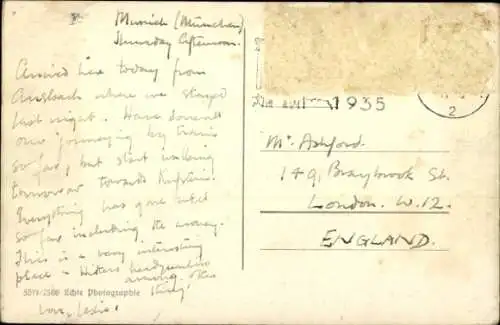 Munich (München)
Thursday Afternoon.
Arrived here today from
Ansbach where we stayed
last night. Have done all
our journeying by train
so far, but start walking
tomorrow towards Kufstein.
Everything has gone well
so far including the money.
This is a very interesting
place - Hitlers headquarters
among other
things
Love, Leslie.
Echte Photographie
1935
2
Mr Ashford.
149, Braybrook St.
London. W.12.
ENGLAND.